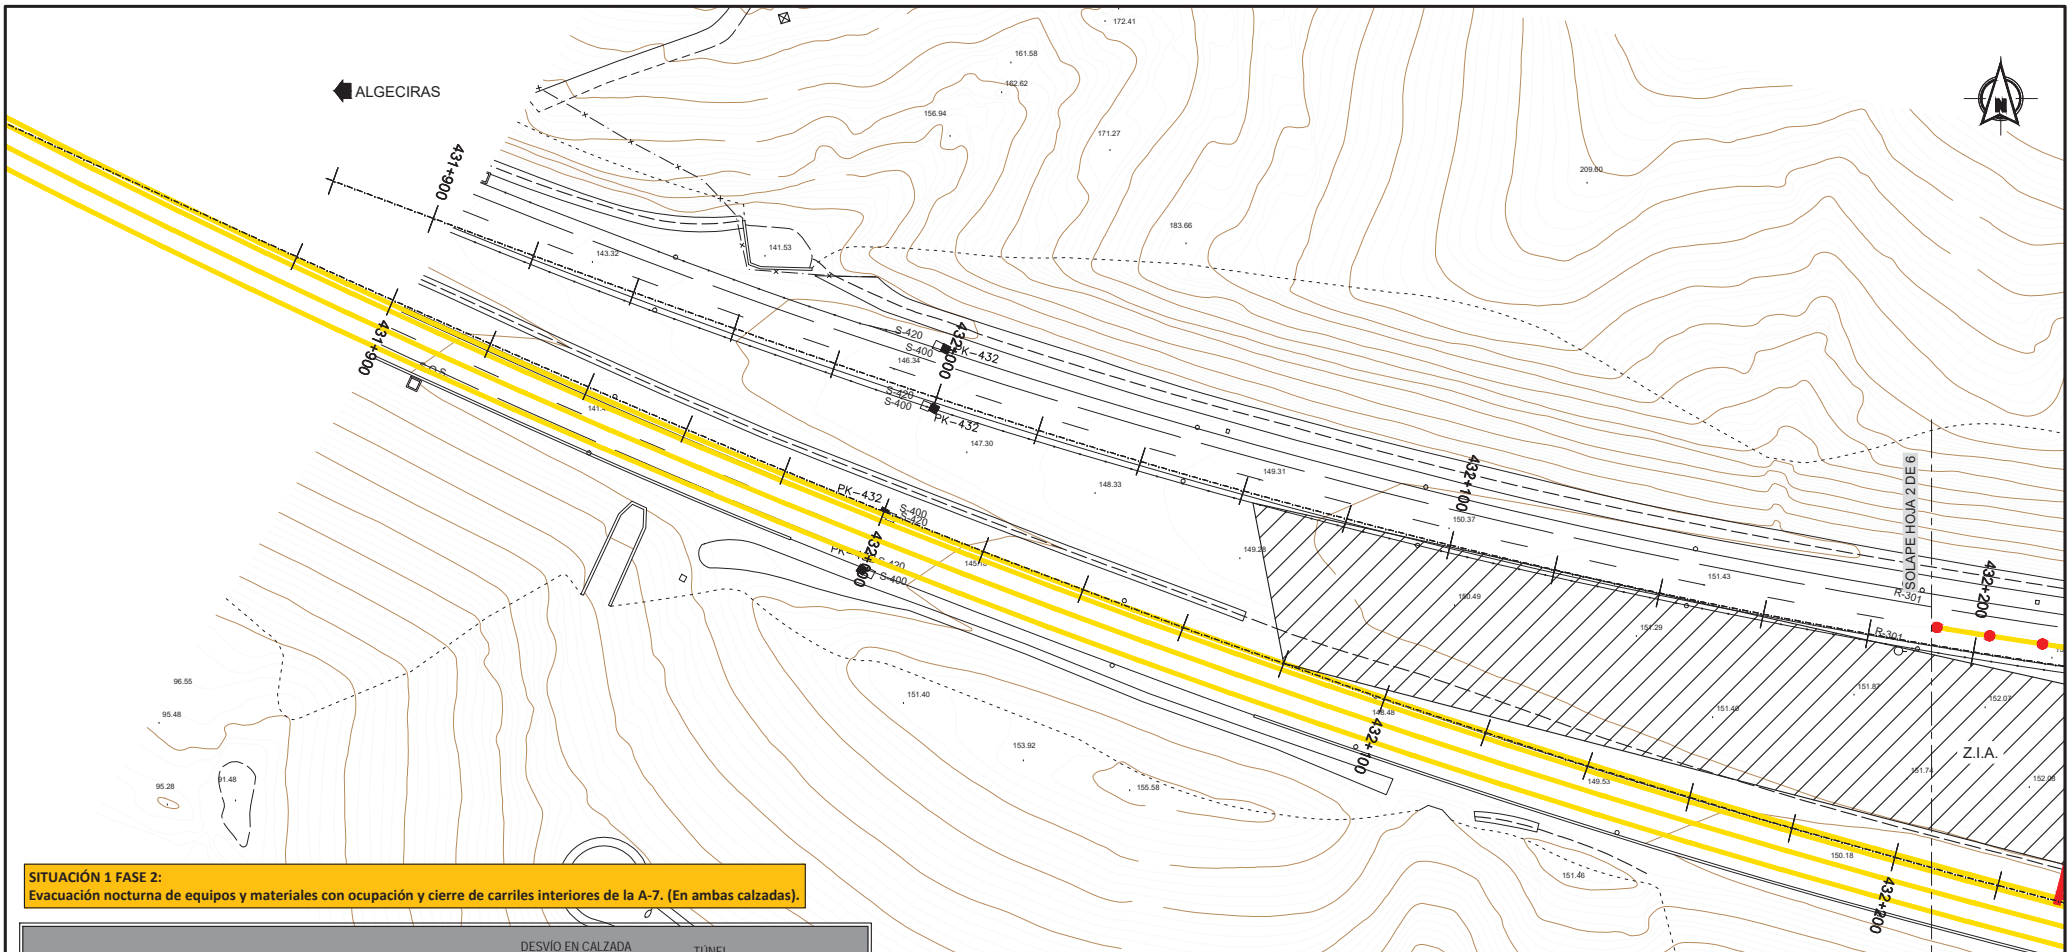 172.41
161.58
162.62
ALGECIRAS
156.94
171.27
N
209.60
431+900
183.66
141.53
143.32
S-420
S-400
432+000
PK-432
146.34
431+900
S-420
S-400
PK-432
147.30
149.31
432+100
SOLAPE HOJA 2 DE 6
148.33
PK-432
S-400
S-420
150.37
149.28
S-400
151.43
R-301
432+200
150.49
151.29
R-301
96.55
151.40
151.87
152.07
95.48
148.48
151.40
432+100
153.92
Z.I.A.
91.48
151.74
152.09
95.28
155.58
149.53
150.18
151.46
432+200
SITUACIÓN 1 FASE 2:
Evacuación nocturna de equipos y materiales con ocupación y cierre de carriles interiores de la A-7. (En ambas calzadas).
DESVÍO EN CALZADA
TÚNEL